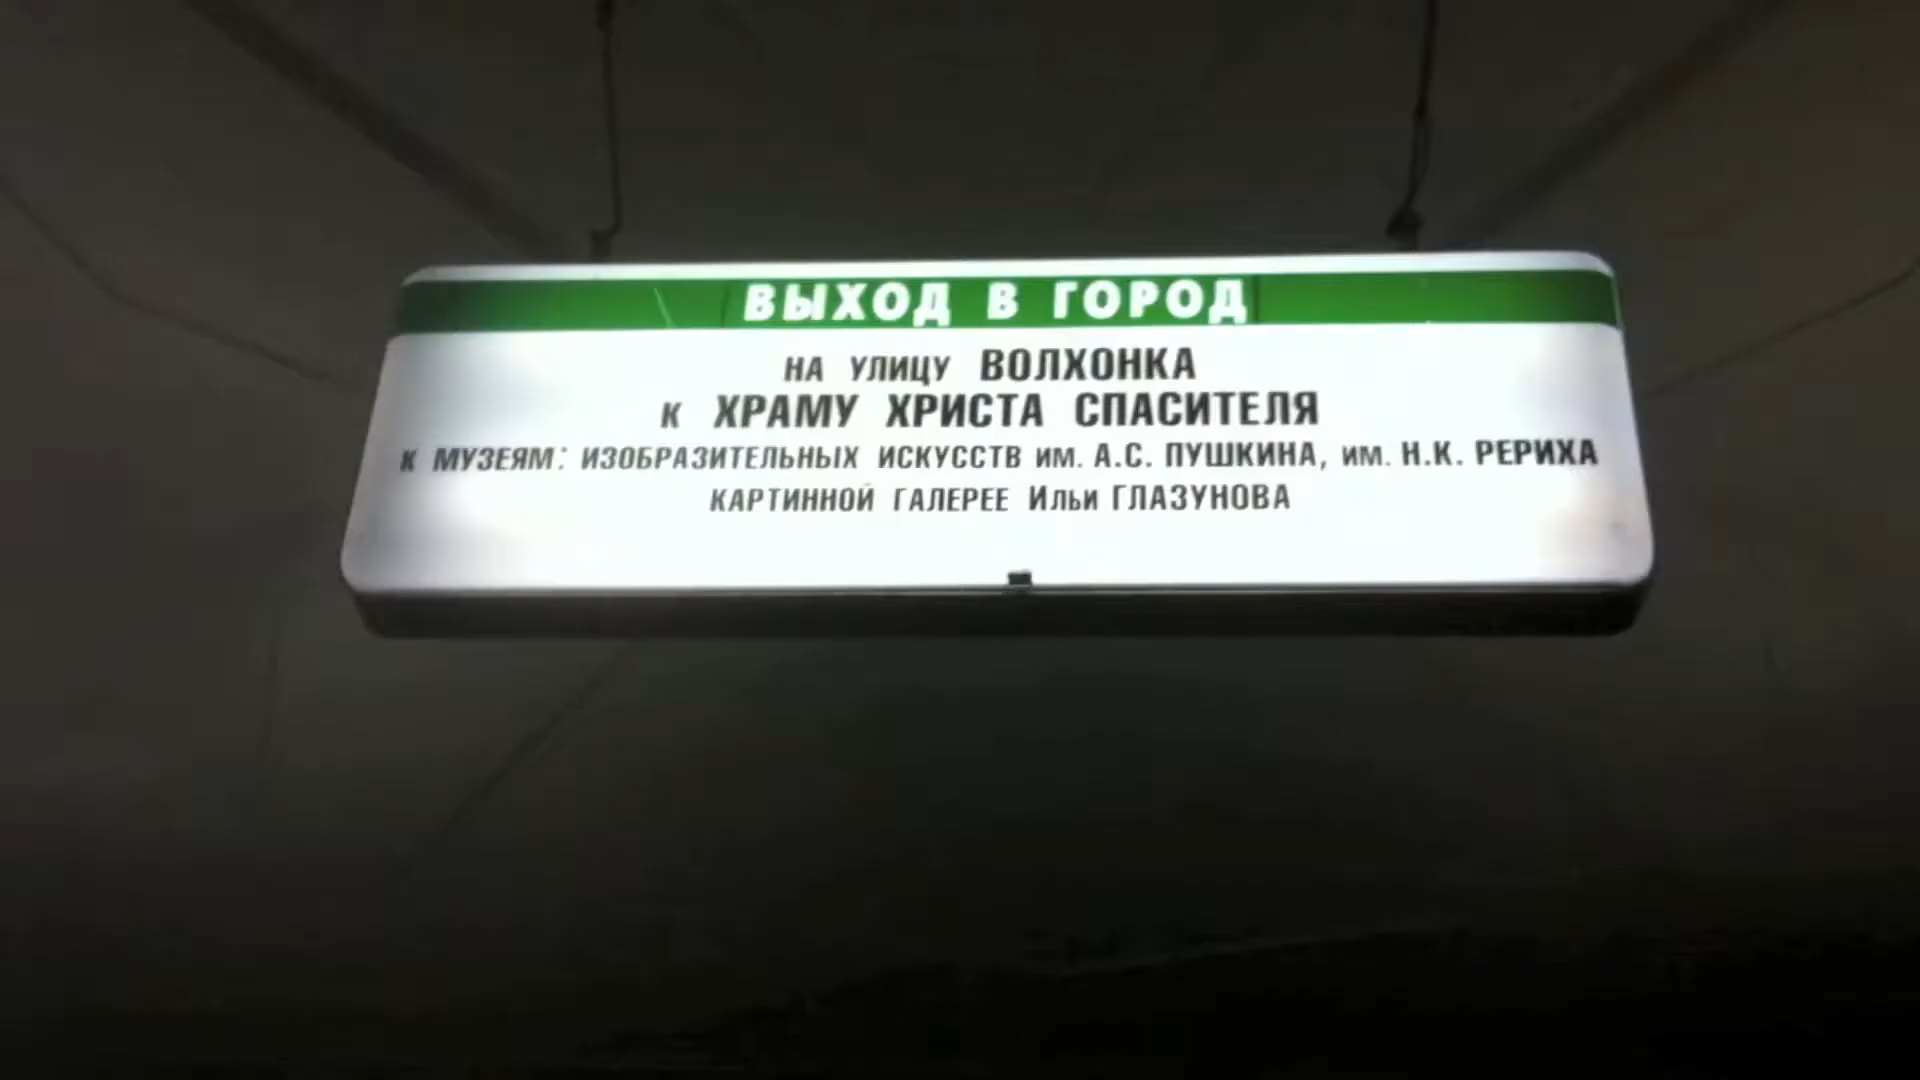 ВЫХОД В ГОРОД
НА УЛИЦУ ВОЛХОНКА
К ХРАМУ ХРИСТА СПАСИТЕЛЯ
К МУЗЕЯМ: ИЗОБРАЗИТЕЛЬНЫХ ИСКУССТВ им. А.С. ПУШКИНА, им. Н.К. РЕРИХА
КАРТИННОЙ ГАЛЕРЕЕ Ильи ГЛАЗУНОВА